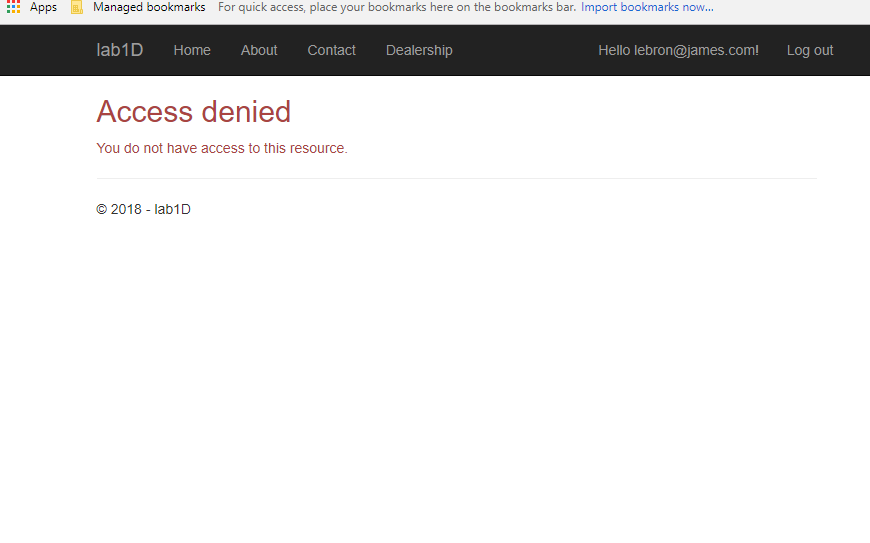 Apps Managed bookmarks For quick access, place your bookmarks here on the bookmarks bar. Import bookmarks now...
lab1D Home About Contact Dealership Hello lebron@james.com! Log out
Access denied
You do not have access to this resource.
© 2018 - lab1D